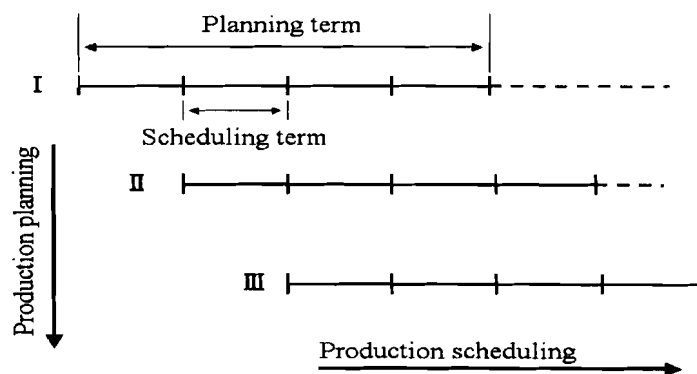 Planning term
I
Scheduling term
II
Production planning
III
Production scheduling